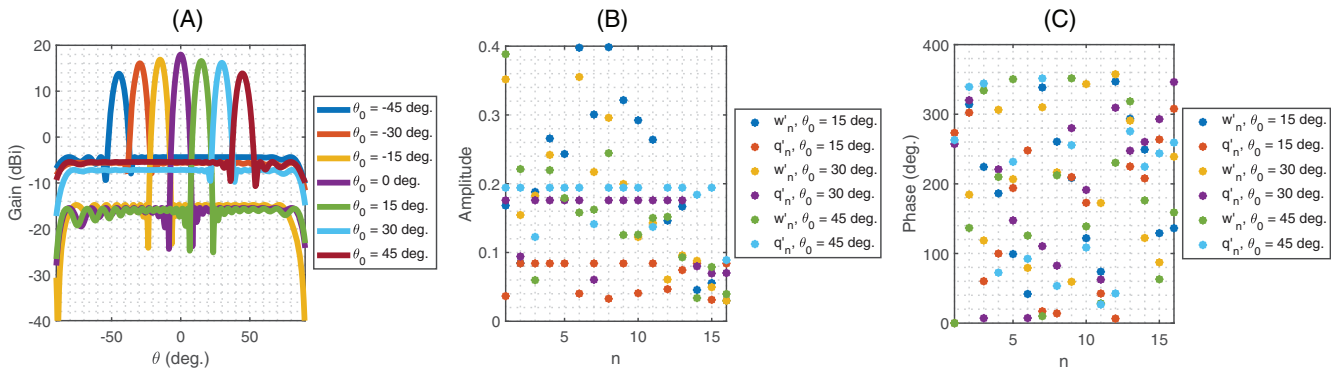 (A)
Gain (dBi)
20
10
0
-10
-20
-30
-40
-50
0
50
θ (deg.)
θ₀ = -45 deg.
θ₀ = -30 deg.
θ₀ = -15 deg.
θ₀ = 0 deg.
θ₀ = 15 deg.
θ₀ = 30 deg.
θ₀ = 45 deg.
(B)
Amplitude
0.4
0.3
0.2
0.1
0
5
10
15
n
w'ₙ, θ₀ = 15 deg.
q'ₙ, θ₀ = 15 deg.
w'ₙ, θ₀ = 30 deg.
q'ₙ, θ₀ = 30 deg.
w'ₙ, θ₀ = 45 deg.
q'ₙ, θ₀ = 45 deg.
(C)
Phase (deg.)
400
300
200
100
0
5
10
15
n
w'ₙ, θ₀ = 15 deg.
q'ₙ, θ₀ = 15 deg.
w'ₙ, θ₀ = 30 deg.
q'ₙ, θ₀ = 30 deg.
w'ₙ, θ₀ = 45 deg.
q'ₙ, θ₀ = 45 deg.